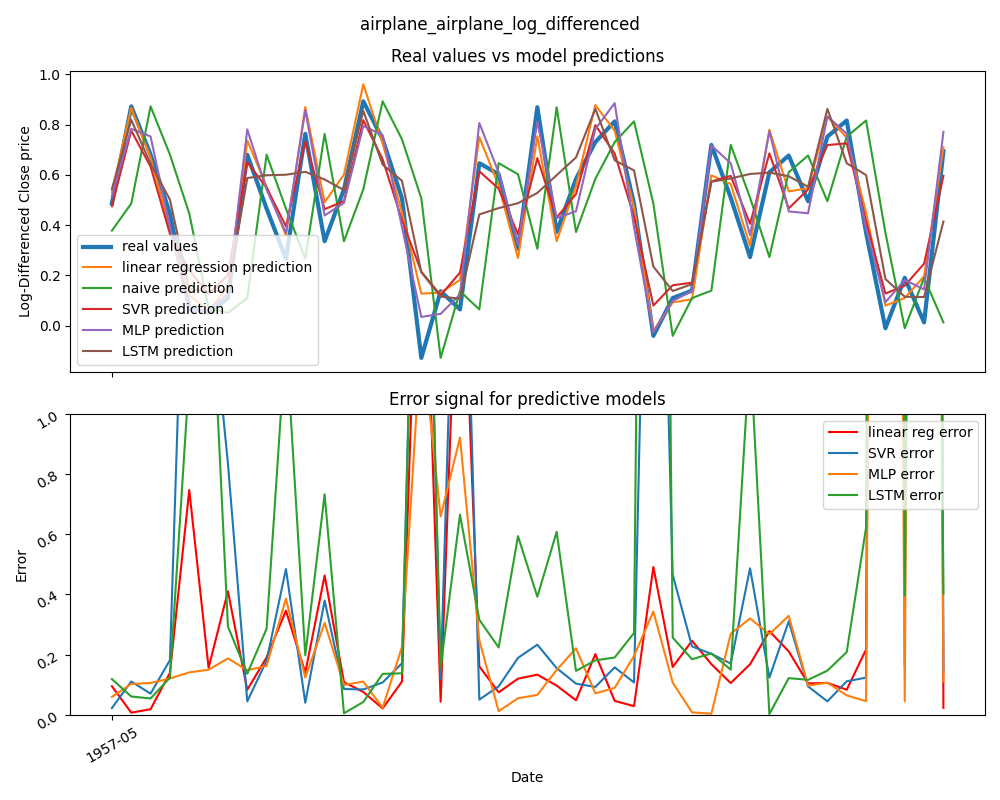 airplane_airplane_log_differenced
Real values vs model predictions
Log-Differenced Close price
1.0
0.8
0.6
0.4
0.2
0.0
real values
linear regression prediction
naive prediction
SVR prediction
MLP prediction
LSTM prediction
Error signal for predictive models
Error
1.0
0.8
0.6
0.4
0.2
0.0
linear reg error
SVR error
MLP error
LSTM error
1957-05
Date